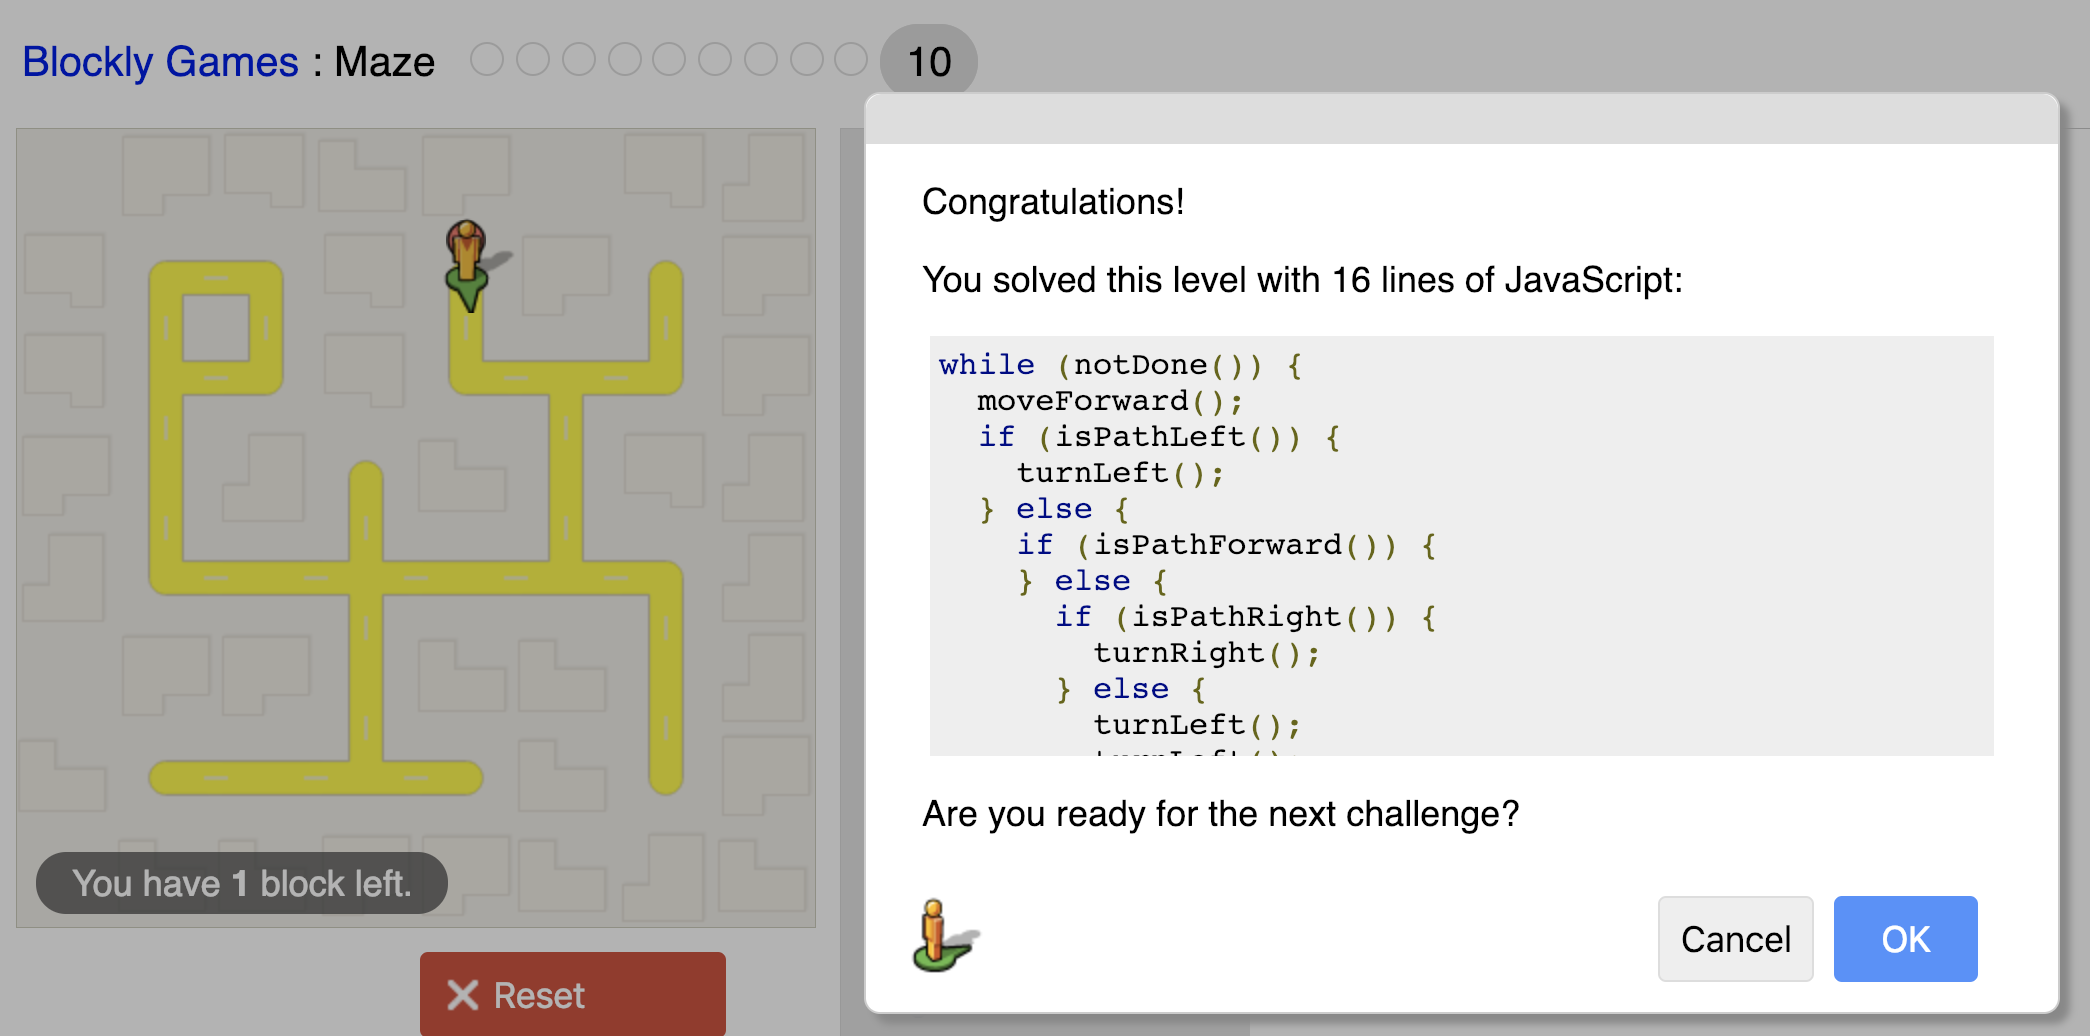 Blockly Games : Maze 10
Congratulations!
You solved this level with 16 lines of JavaScript:
while (notDone()) {
  moveForward();
  if (isPathLeft()) {
    turnLeft();
  } else {
    if (isPathForward()) {
    } else {
      if (isPathRight()) {
        turnRight();
      } else {
        turnLeft();
        turnLeft();
Are you ready for the next challenge?
You have 1 block left.
Cancel
OK
Reset